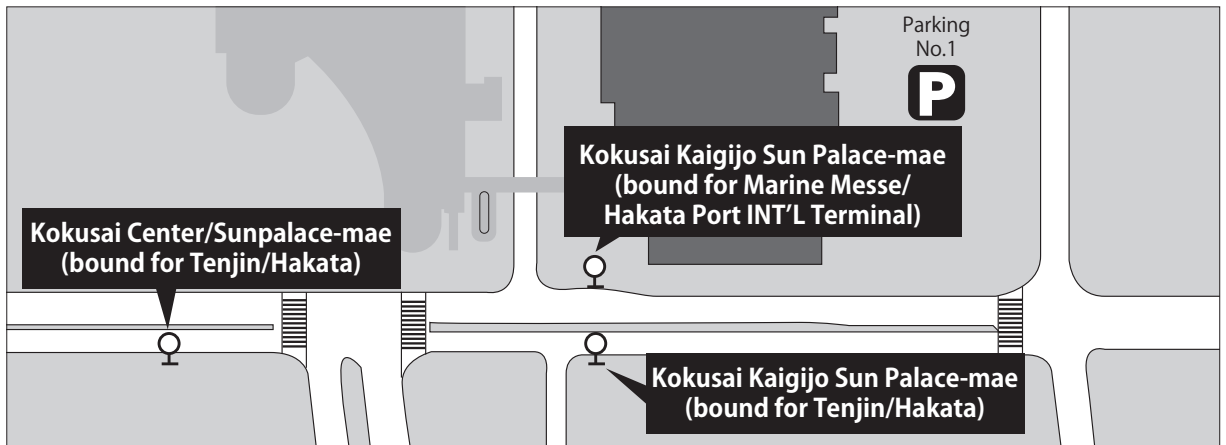 Parking
No.1
P
Kokusai Kaigijo Sun Palace-mae
(bound for Marine Messe/
Hakata Port INT'L Terminal)
Kokusai Center/Sunpalace-mae
(bound for Tenjin/Hakata)
Kokusai Kaigijo Sun Palace-mae
(bound for Tenjin/Hakata)